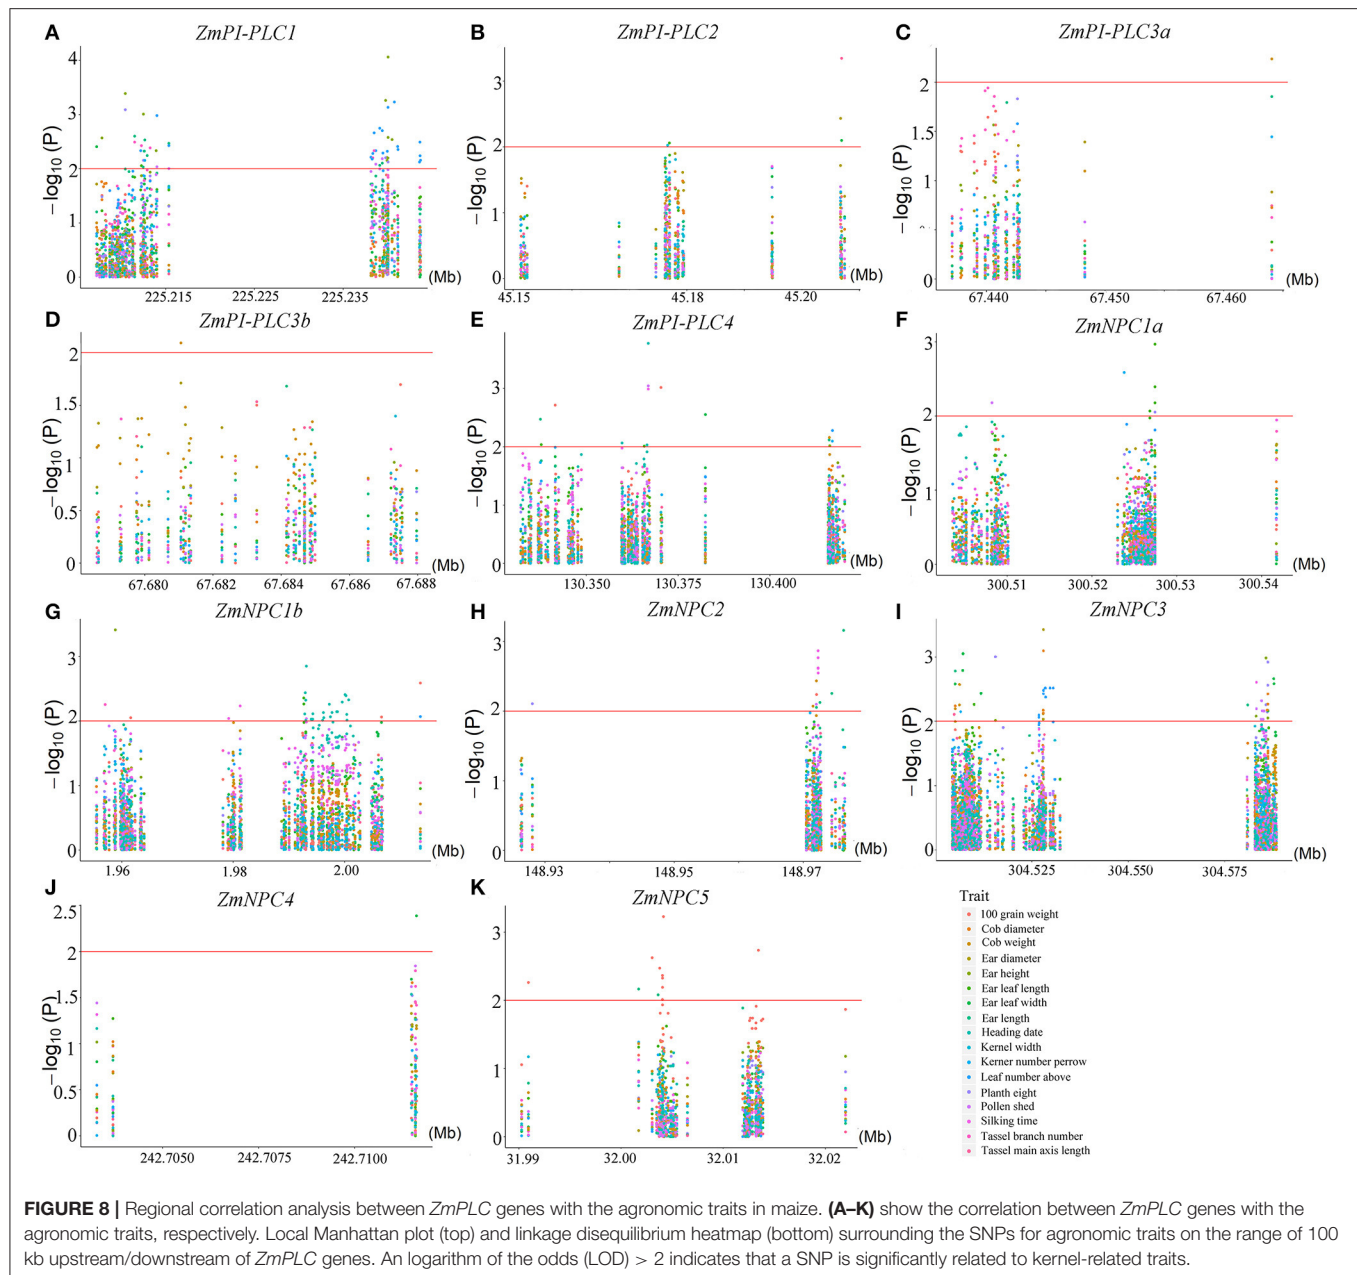 A ZmPI-PLC1
4
3
2
1
0
−log10 (P)
225.215 225.225 225.235
(Mb)
B ZmPI-PLC2
3
2
1
0
−log10 (P)
45.15 45.18 45.20
(Mb)
C ZmPI-PLC3a
2
1.5
1
0
−log10 (P)
67.440 67.450 67.460
(Mb)
D ZmPI-PLC3b
2
1.5
1
0.5
0
−log10 (P)
67.680 67.682 67.684 67.686 67.688
E ZmPI-PLC4
3
2
1
0
−log10 (P)
130.350 130.375 130.400
(Mb)
F ZmNPC1a
3
2
1
0
−log10 (P)
300.51 300.52 300.53 300.54
(Mb)
G ZmNPC1b
3
2
1
0
−log10 (P)
1.96 1.98 2.00
(Mb)
H ZmNPC2
3
2
1
0
−log10 (P)
148.93 148.95 148.97
(Mb)
I ZmNPC3
3
2
1
0
−log10 (P)
304.525 304.550 304.575
(Mb)
J ZmNPC4
2.5
2
1.5
1
0.5
0
−log10 (P)
242.7050 242.7075 242.7100
(Mb)
K ZmNPC5
3
2
1
0
−log10 (P)
31.99 32.00 32.01 32.02
(Mb)
Trait
100 grain weight
Cob diameter
Cob weight
Ear diameter
Ear height
Ear leaf length
Ear leaf width
Ear length
Heading date
Kernel width
Kerner number perrow
Leaf number above
Planth eight
Pollen shed
Silking time
Tassel branch number
Tassel main axis length
FIGURE 8 | Regional correlation analysis between ZmPLC genes with the agronomic traits in maize. (A–K) show the correlation between ZmPLC genes with the
agronomic traits, respectively. Local Manhattan plot (top) and linkage disequilibrium heatmap (bottom) surrounding the SNPs for agronomic traits on the range of 100
kb upstream/downstream of ZmPLC genes. An logarithm of the odds (LOD) > 2 indicates that a SNP is significantly related to kernel-related traits.